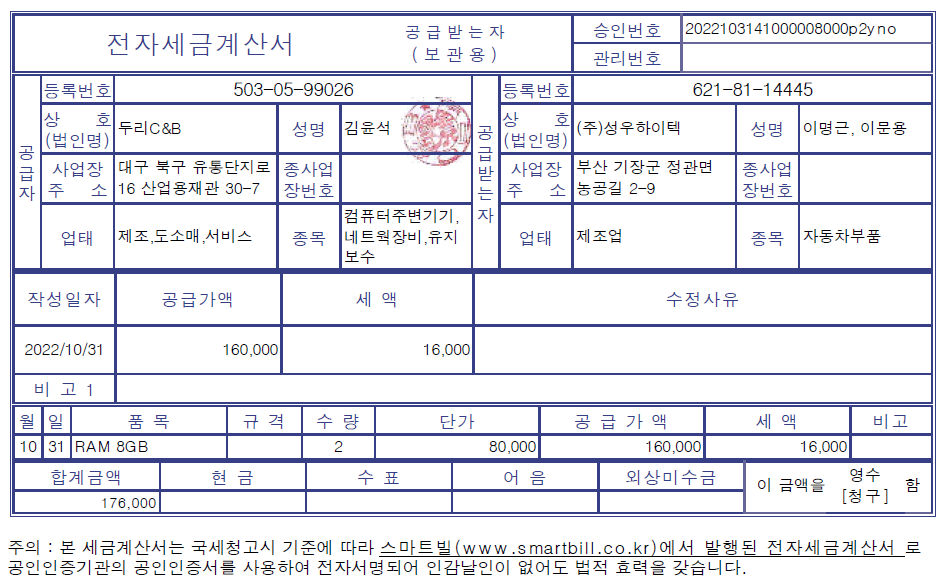 전자세금계산서
공 급 받 는 자
( 보 관 용 )
승인번호 2022103141000008000p2yno
관리번호
공급자
등록번호 503-05-99026
상 호 (법인명) 두리C&B 성명 김윤석
사업장 주 소 대구 북구 유통단지로
16 산업용재관 30-7
종사업장번호
업태 제조,도소매,서비스 종목 컴퓨터주변기기,
네트웍장비,유지
보수
공급받는자
등록번호 621-81-14445
상 호 (법인명) (주)성우하이텍 성명 이명근, 이문용
사업장 주 소 부산 기장군 정관면
농공길 2-9
종사업장번호
업태 제조업 종목 자동차부품
작성일자 공급가액 세 액 수정사유
2022/10/31 160,000 16,000
비 고 1
월 일 품 목 규 격 수 량 단가 공 급 가 액 세 액 비고
10 31 RAM 8GB 2 80,000 160,000 16,000
합계금액 현 금 수 표 어 음 외상미수금
176,000
이 금액을 영수 [청구] 함
주의 : 본 세금계산서는 국세청고시 기준에 따라 스마트빌(www.smartbill.co.kr)에서 발행된 전자세금계산서 로
공인인증기관의 공인인증서를 사용하여 전자서명되어 인감날인이 없어도 법적 효력을 갖습니다.